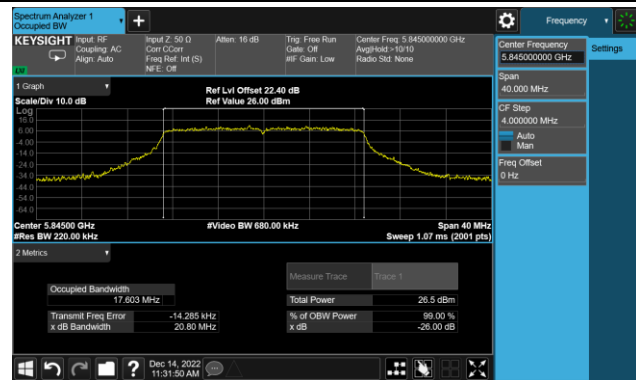 Spectrum Analyzer 1
Occupied BW
Frequency
KEYSIGHT
Input: RF
Coupling: AC
Align: Auto
Input Z: 50 Ω
Corr CCorr
Freq Ref: Int (S)
NFE: Off
Atten: 16 dB
Trig: Free Run
Gate: Off
#IF Gain: Low
Center Freq: 5.845000000 GHz
Avg|Hold:>10/10
Radio Std: None
Center Frequency
5.845000000 GHz
Settings
Span
40.000 MHz
CF Step
4.000000 MHz
Auto
Man
Freq Offset
0 Hz
1 Graph
Scale/Div 10.0 dB
Ref Lvl Offset 22.40 dB
Ref Value 26.00 dBm
Log
16.0
6.00
-4.00
-14.0
-24.0
-34.0
-44.0
-54.0
-64.0
Center 5.84500 GHz
#Res BW 220.00 kHz
#Video BW 680.00 kHz
Span 40 MHz
Sweep 1.07 ms (2001 pts)
2 Metrics
Measure Trace
Trace 1
Occupied Bandwidth
17.603 MHz
Total Power
26.5 dBm
Transmit Freq Error
-14.285 kHz
% of OBW Power
99.00 %
x dB Bandwidth
20.80 MHz
x dB
-26.00 dB
Dec 14, 2022
11:31:50 AM